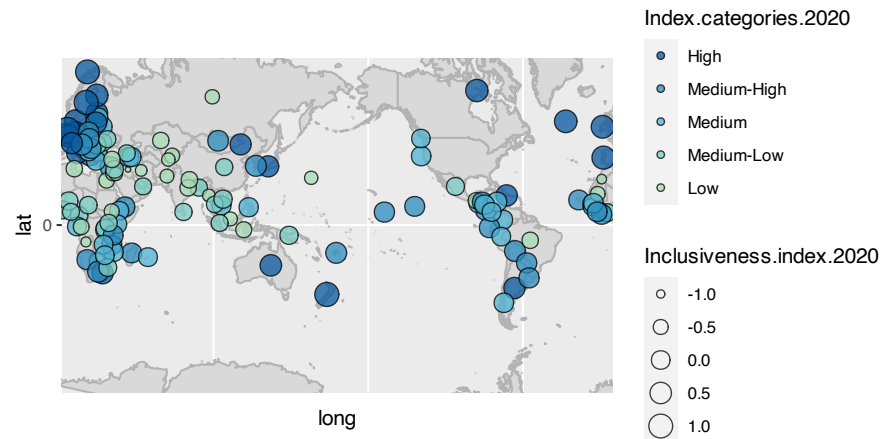 Index.categories.2020
High
Medium-High
Medium
Medium-Low
Low
lat
0
long
Inclusiveness.index.2020
-1.0
-0.5
0.0
0.5
1.0